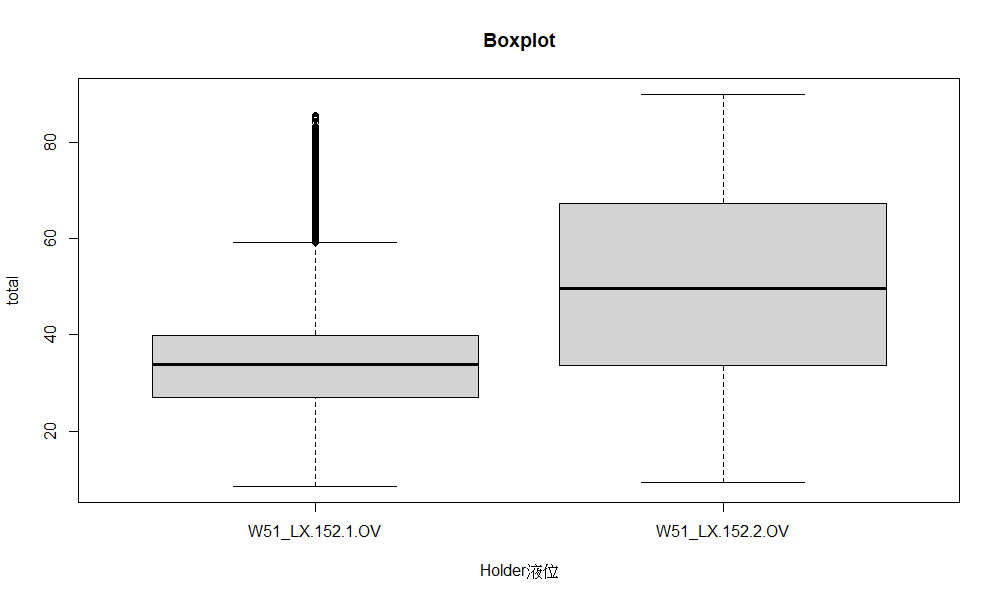 Boxplot
total
80
60
40
20
W51_LX.152.1.OV
W51_LX.152.2.OV
Holder液位